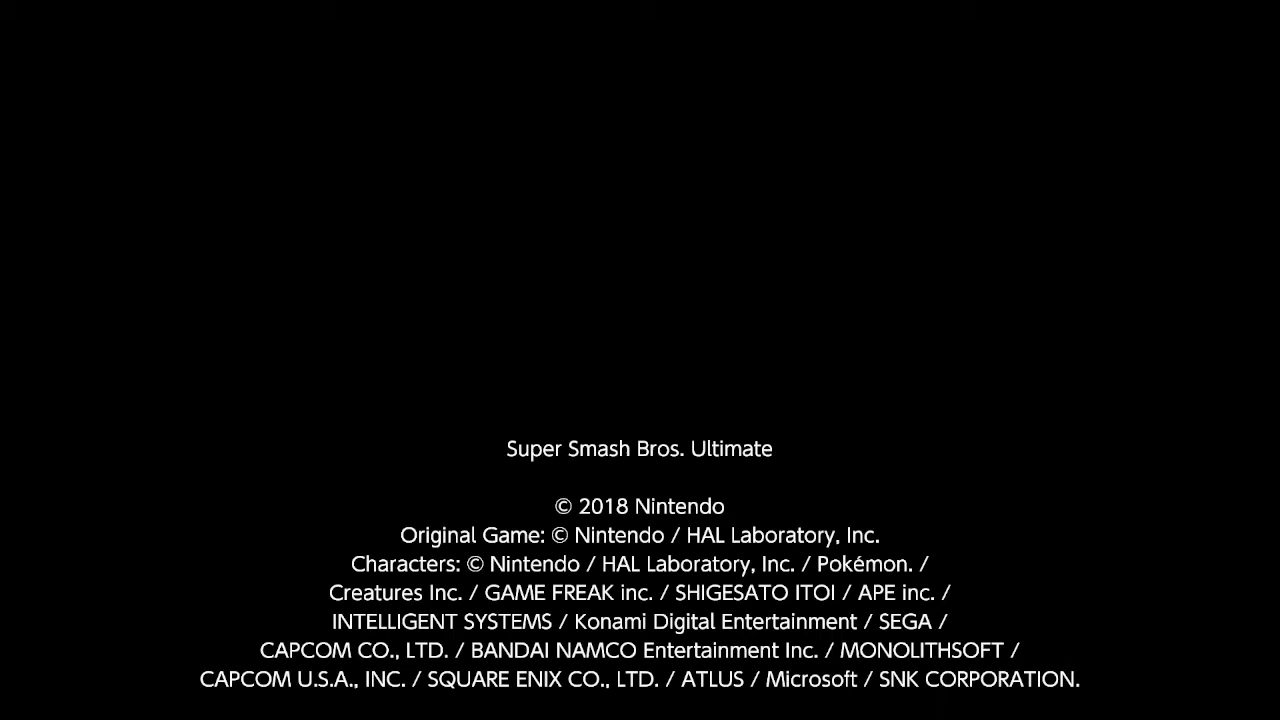 Super Smash Bros. Ultimate
© 2018 Nintendo
Original Game: © Nintendo / HAL Laboratory, Inc.
Characters: © Nintendo / HAL Laboratory, Inc. / Pokémon. /
Creatures Inc. / GAME FREAK inc. / SHIGESATO ITOI / APE inc. /
INTELLIGENT SYSTEMS / Konami Digital Entertainment / SEGA /
CAPCOM CO., LTD. / BANDAI NAMCO Entertainment Inc. / MONOLITHSOFT /
CAPCOM U.S.A., INC. / SQUARE ENIX CO., LTD. / ATLUS / Microsoft / SNK CORPORATION.